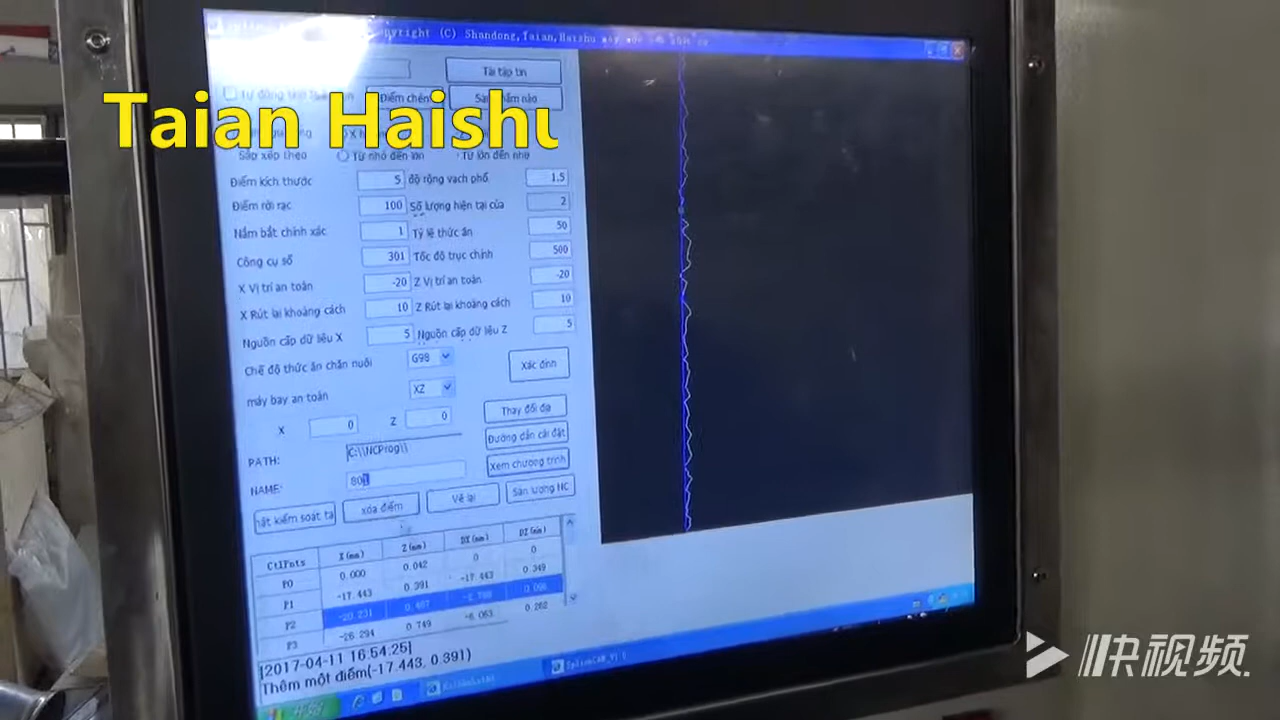 Copyright (C) Shandong,Taian,Haishu
Tải tập tin
Điểm chèn
Taian Haishu
Sắp xếp theo Từ nhỏ đến lớn Từ lớn đến nhỏ
Điểm kích thước 5 độ rộng vạch phổ 1.5
Điểm rời rạc 100 Số lượng hiện tại của 2
Nắm bắt chính xác 1 Tỷ lệ thức ăn 50
Công cụ số 301 Tốc độ trục chính 500
X Vị trí an toàn -20 Z Vị trí an toàn -20
X Rút lại khoảng cách 10 Z Rút lại khoảng cách 10
Nguồn cấp dữ liệu X 5 Nguồn cấp dữ liệu Z 5
Chế độ thức ăn chăn nuôi G98 Xác định
máy bay an toàn XZ
X 0 Z 0 Thay đổi địa
Đường dẫn cài đặt
PATH: C:\\NCProg\\
Xem chương trình
NAME: 801
hất kiểm soát ta xóa điểm Vẽ lại Sản lượng NC
CtlPnts X(mm) Z(mm) DX(mm) DZ(mm)
P0 0.000 0.042 0 0
P1 -17.443 0.391 -17.443 0.349
P2 -20.231 0.487
P3 -26.294 0.749 -6.063 0.262
[2017-04-11 16:54:25]
Thêm một điểm(-17.443, 0.391)
快视频